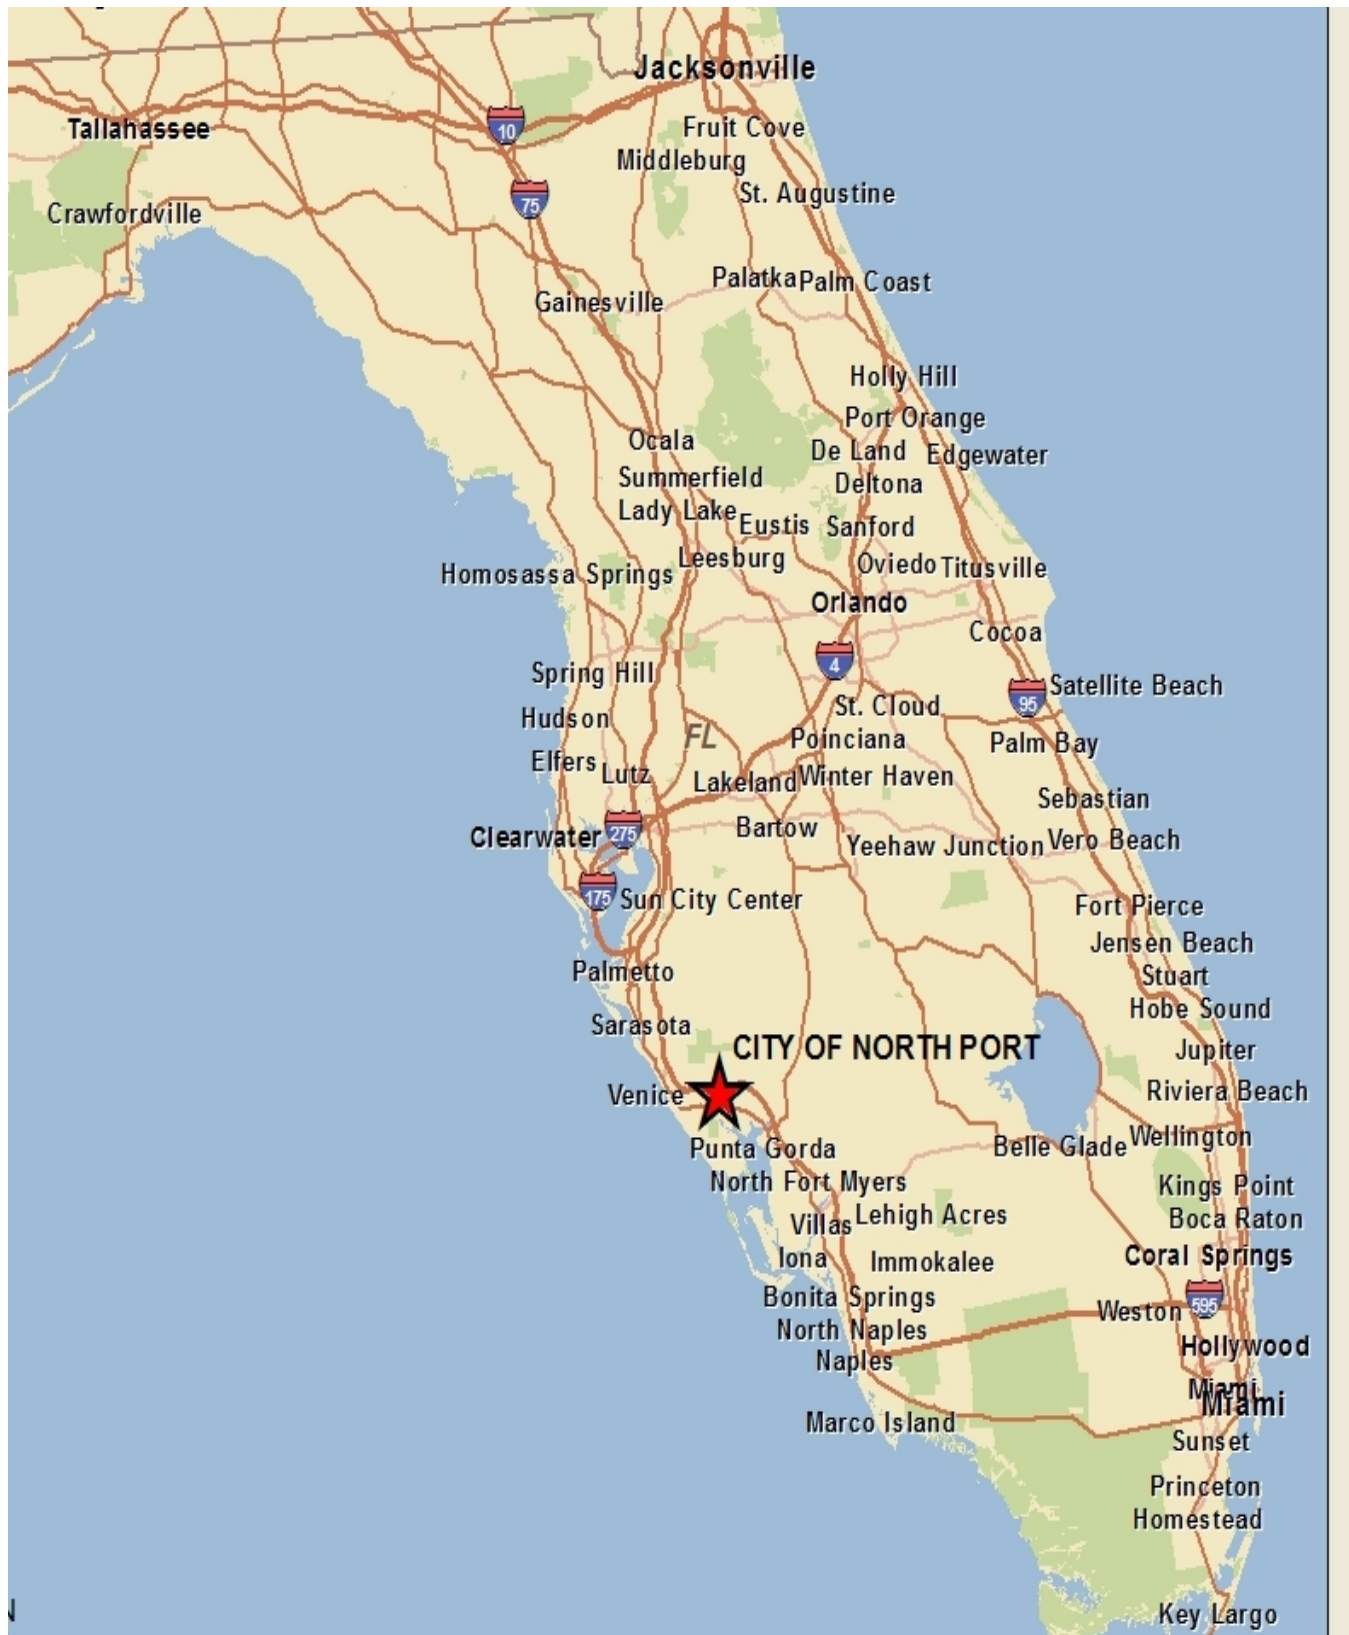 Jacksonville
10
Tallahassee
Fruit Cove
Middleburg
75
St. Augustine
Crawfordville
Palatka
Palm Coast
Gainesville
Holly Hill
Port Orange
Ocala
De Land
Edgewater
Summerfield
Deltona
Lady Lake
Eustis
Sanford
Leesburg
Oviedo
Titusville
Homosassa Springs
Orlando
Cocoa
4
Spring Hill
Satellite Beach
95
St. Cloud
Hudson
FL
Poinciana
Palm Bay
Elfers
Lutz
Lakeland
Winter Haven
Sebastian
Clearwater
275
Bartow
Yeehaw Junction
Vero Beach
175
Sun City Center
Fort Pierce
Jensen Beach
Palmetto
Stuart
Hobe Sound
Sarasota
CITY OF NORTH PORT
Jupiter
Venice
Riviera Beach
Punta Gorda
Belle Glade
Wellington
North Fort Myers
Kings Point
Villas
Lehigh Acres
Boca Raton
Iona
Immokalee
Coral Springs
Bonita Springs
Weston
595
North Naples
Hollywood
Naples
Miami
Miami
Marco Island
Sunset
Princeton
Homestead
Key Largo